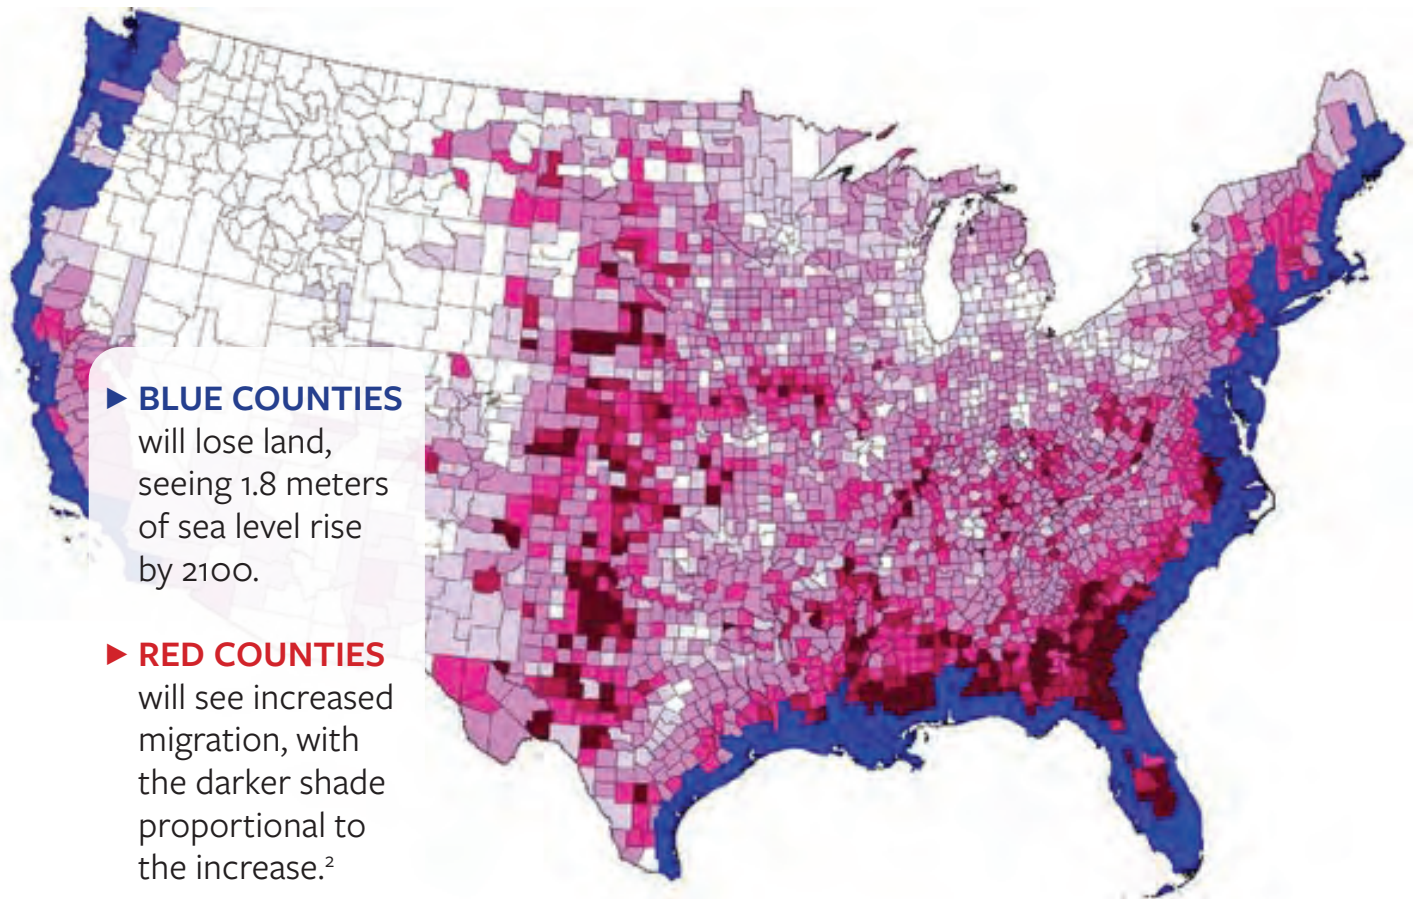 ▶ BLUE COUNTIES
will lose land,
seeing 1.8 meters
of sea level rise
by 2100.
▶ RED COUNTIES
will see increased
migration, with
the darker shade
proportional to
the increase.²